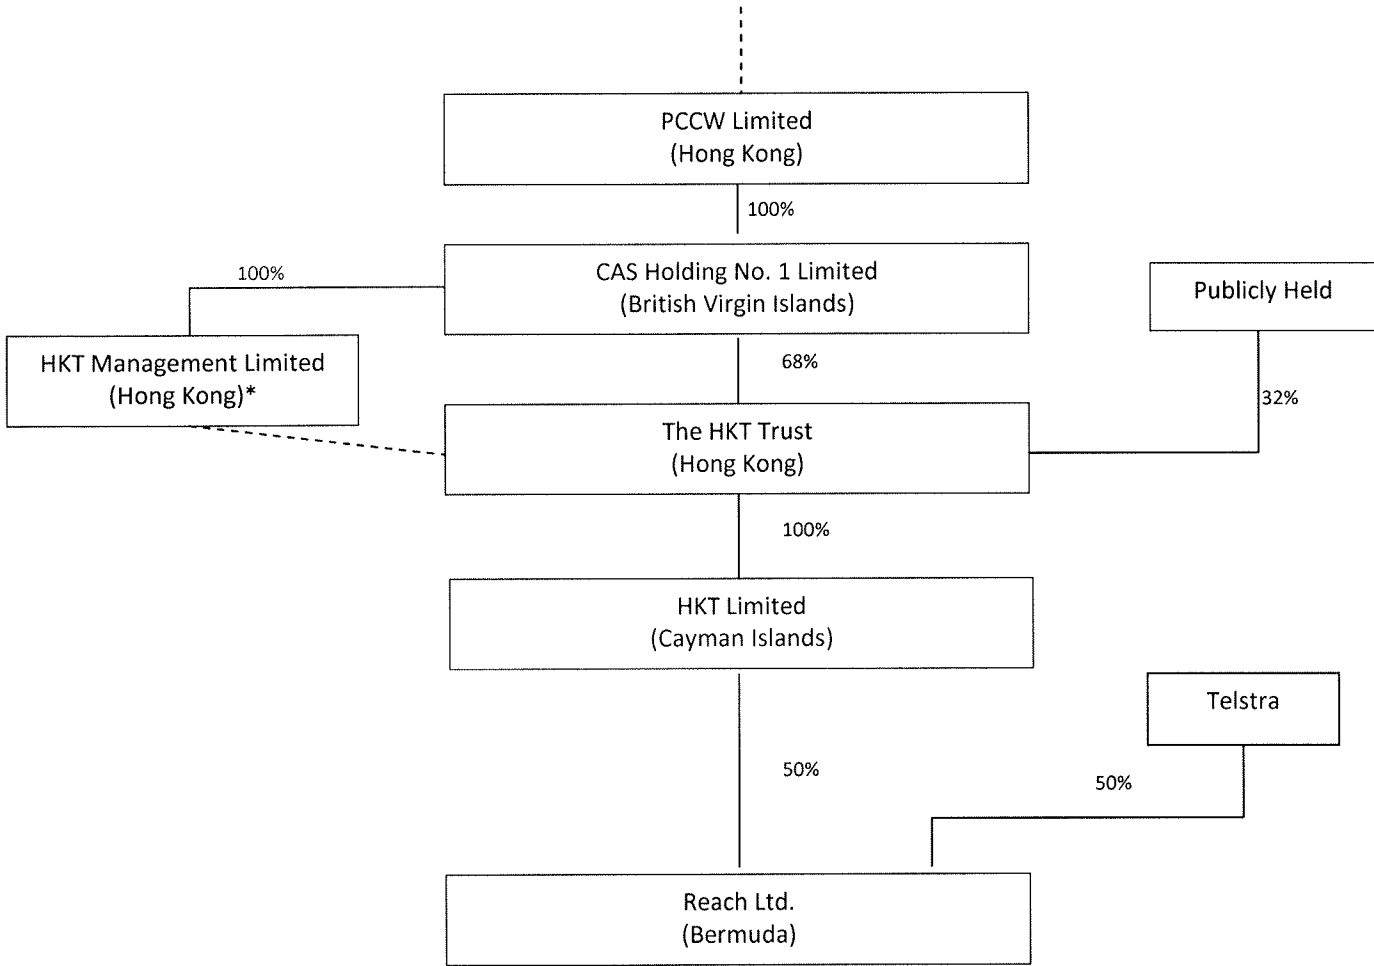 PCCW Limited
(Hong Kong)
100%
CAS Holding No. 1 Limited
(British Virgin Islands)
100%
Publicly Held
HKT Management Limited
(Hong Kong)*
68%
32%
The HKT Trust
(Hong Kong)
100%
HKT Limited
(Cayman Islands)
Telstra
50%
50%
Reach Ltd.
(Bermuda)